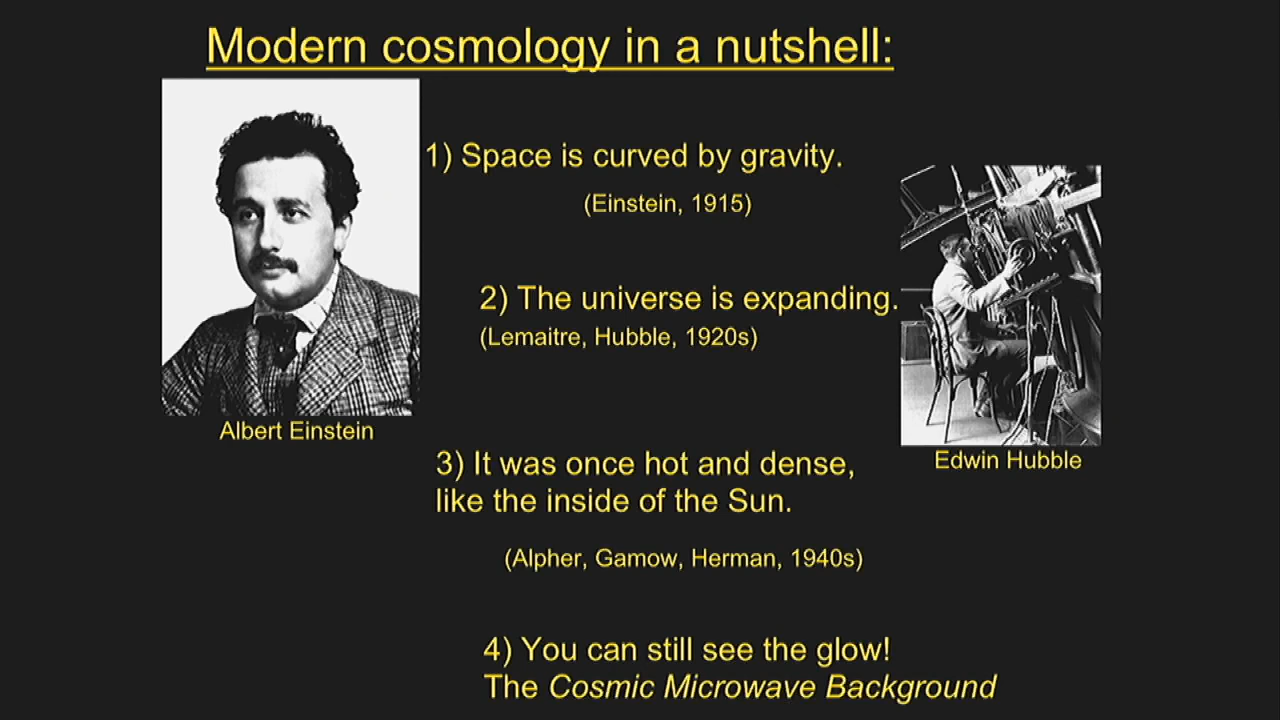 Modern cosmology in a nutshell:
1) Space is curved by gravity.
(Einstein, 1915)
2) The universe is expanding.
(Lemaitre, Hubble, 1920s)
Albert Einstein
Edwin Hubble
3) It was once hot and dense,
like the inside of the Sun.
(Alpher, Gamow, Herman, 1940s)
4) You can still see the glow!
The Cosmic Microwave Background